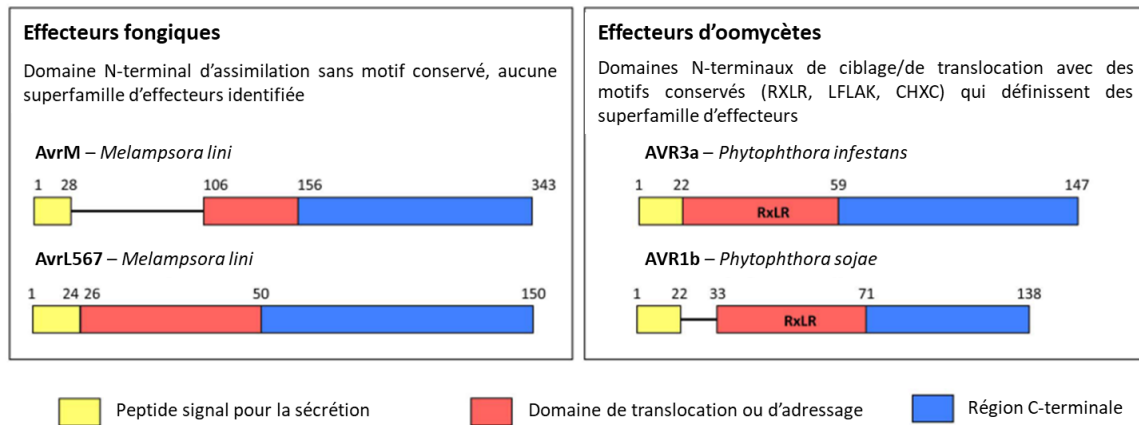 Effecteurs fongiques
Domaine N-terminal d'assimilation sans motif conservé, aucune
superfamille d'effecteurs identifiée
AvrM – Melampsora lini
1 28 106 156 343
AvrL567 – Melampsora lini
1 24 26 50 150
Effecteurs d'oomycètes
Domaines N-terminaux de ciblage/de translocation avec des
motifs conservés (RXLR, LFLAK, CHXC) qui définissent des
superfamille d'effecteurs
AVR3a – Phytophthora infestans
1 22 59 147
RxLR
AVR1b – Phytophthora sojae
1 22 33 71 138
RxLR
Peptide signal pour la sécrétion
Domaine de translocation ou d'adressage
Région C-terminale